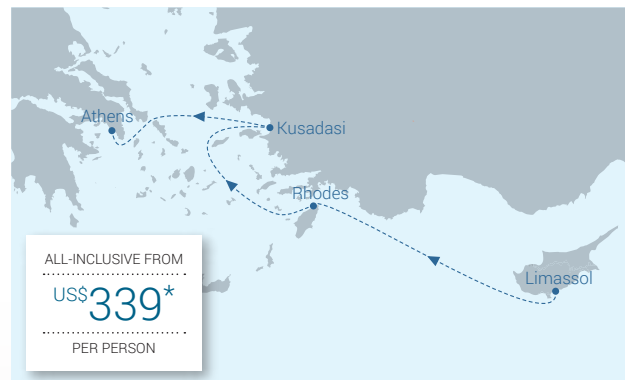 Athens
Kusadasi
Rhodes
Limassol
ALL-INCLUSIVE FROM
US$339*
PER PERSON